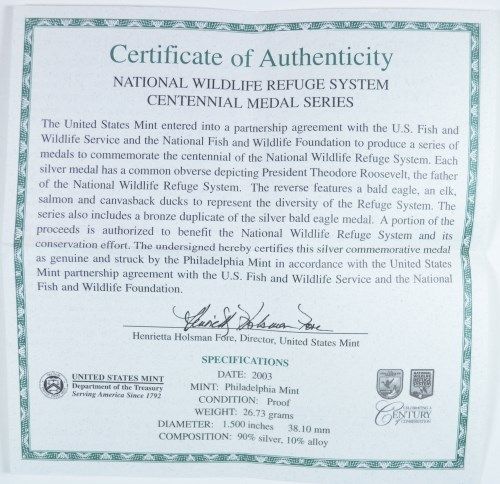 Certificate of Authenticity
NATIONAL WILDLIFE REFUGE SYSTEM
CENTENNIAL MEDAL SERIES
The United States Mint entered into a partnership agreement with the U.S. Fish and
Wildlife Service and the National Fish and Wildlife Foundation to produce a series of
medals to commemorate the centennial of the National Wildlife Refuge System. Each
silver medal has a common obverse depicting President Theodore Roosevelt, the father
of the National Wildlife Refuge System. The reverse features a bald eagle, an elk,
salmon and canvasback ducks to represent the diversity of the Refuge System. The
series also includes a bronze duplicate of the silver bald eagle medal. A portion of the
proceeds is authorized to benefit the National Wildlife Refuge System and its
conservation effort. The undersigned hereby certifies this silver commemorative medal
as genuine and struck by the Philadelphia Mint in accordance with the United States
Mint partnership agreement with the U.S. Fish and Wildlife Service and the National
Fish and Wildlife Foundation.
Henrietta Holsman Fore
Henrietta Holsman Fore, Director, United States Mint
SPECIFICATIONS
DATE: 2003
MINT: Philadelphia Mint
CONDITION: Proof
WEIGHT: 26.73 grams
DIAMETER: 1.500 inches 38.10 mm
COMPOSITION: 90% silver, 10% alloy
UNITED STATES MINT
Department of the Treasury
Serving America Since 1792
NATIONAL WILDLIFE
REFUGE SYSTEM
CELEBRATING A
CENTURY
of CONSERVATION